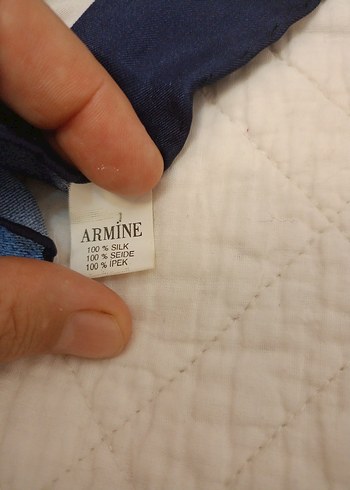 ARMİNE
100 % SILK
100 % SEIDE
100 % İPEK